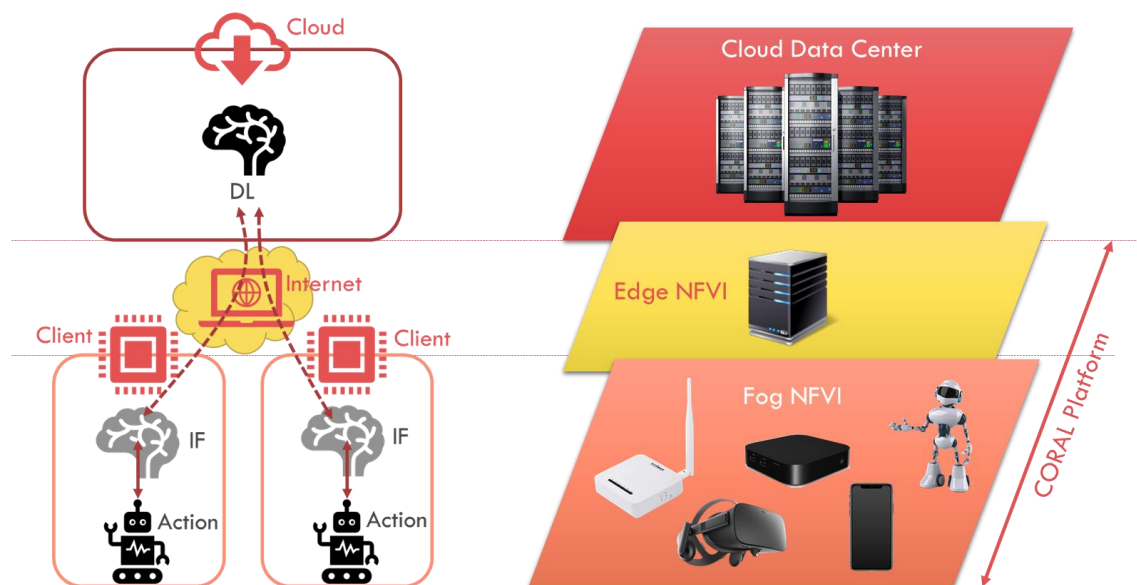 Cloud
DL
Internet
Client
Client
IF
IF
Action
Action
Cloud Data Center
Edge NFVI
Fog NFVI
CORAL Platform